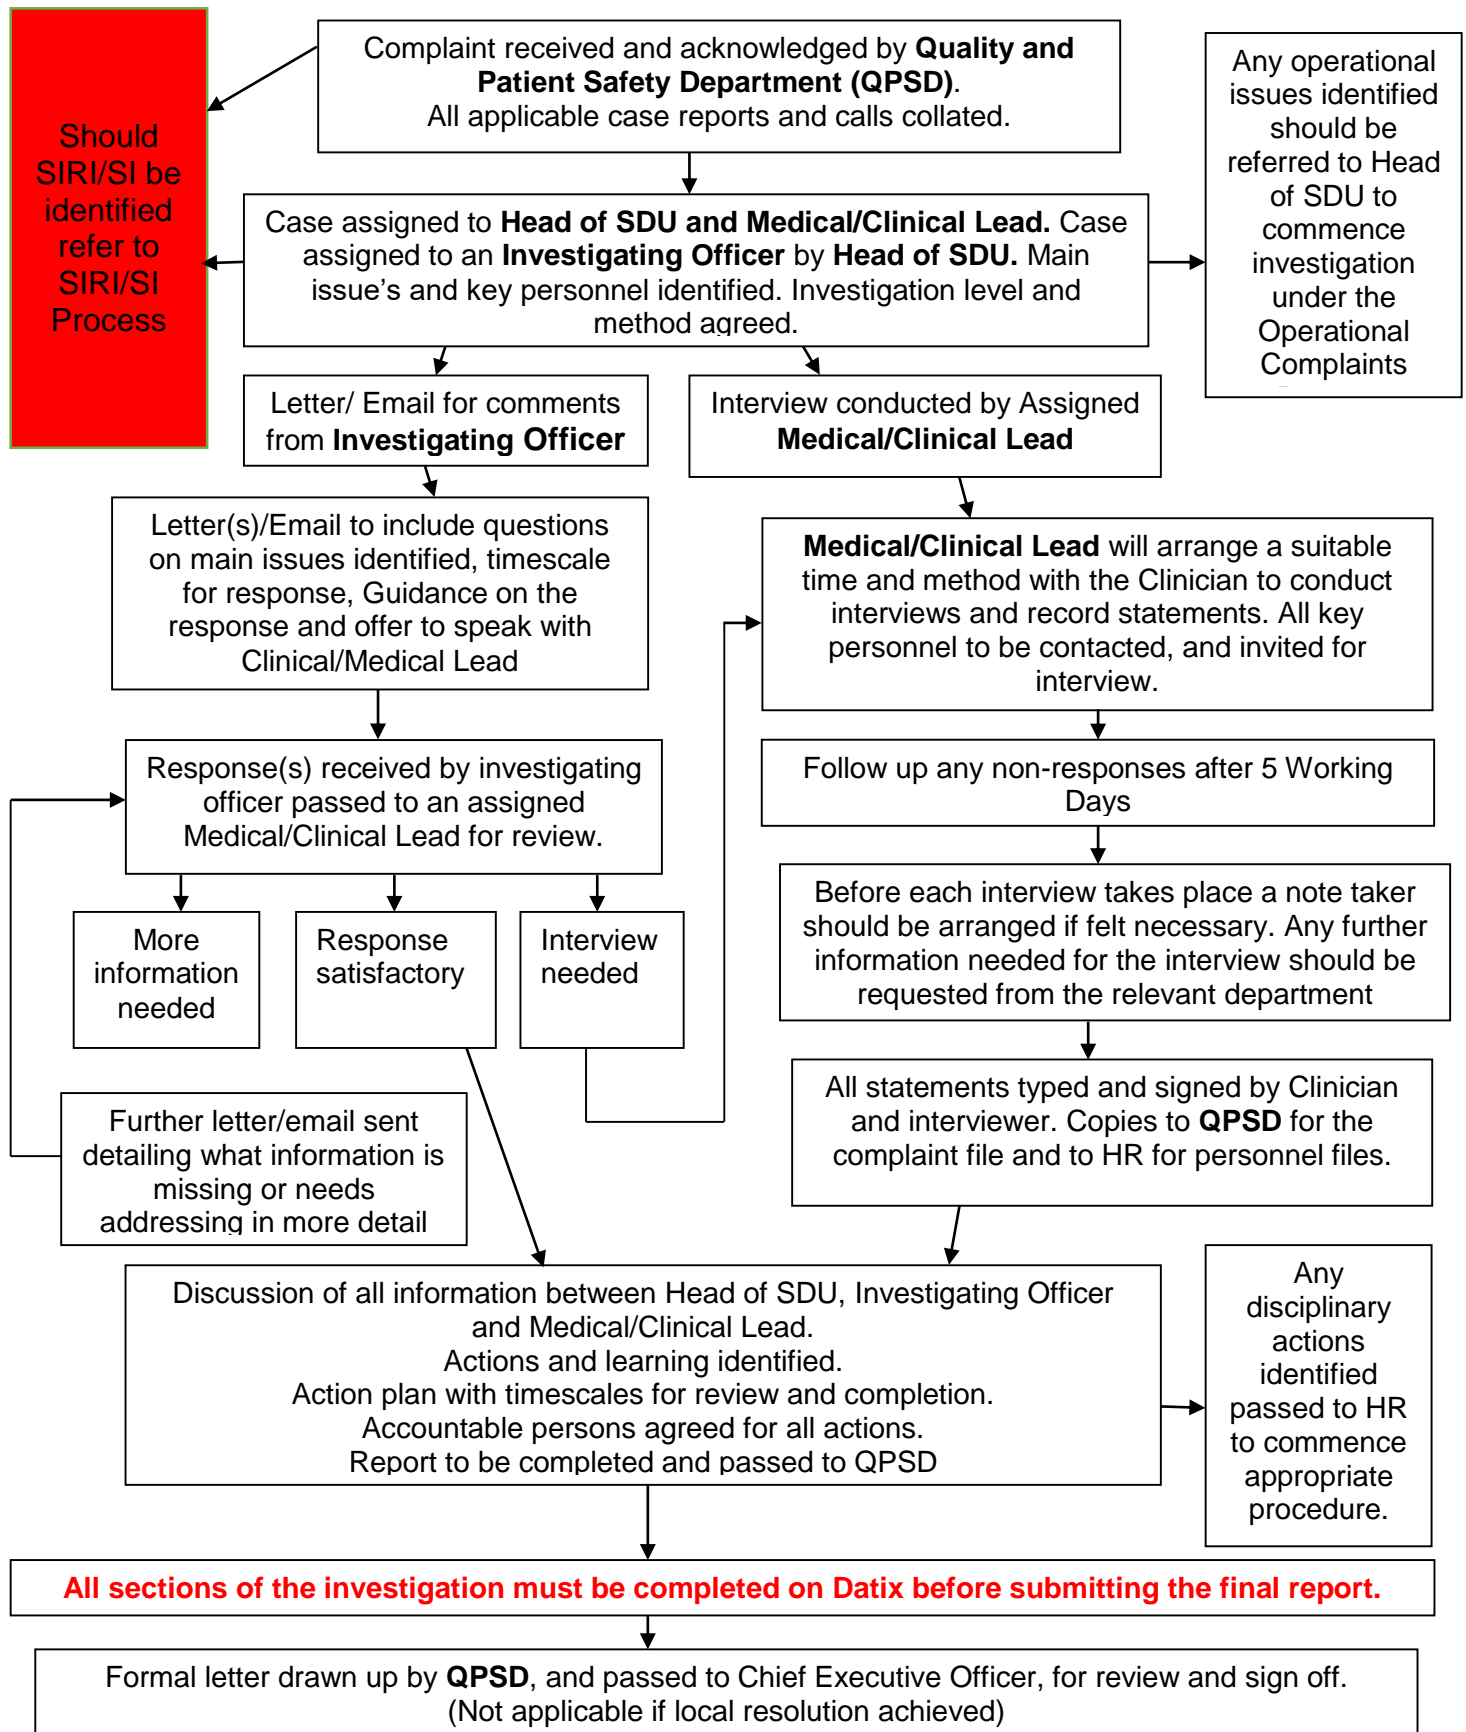 Should
SIRI/SI be
identified
refer to
SIRI/SI
Process
Complaint received and acknowledged by Quality and
Patient Safety Department (QPSD).
All applicable case reports and calls collated.
Any operational
issues identified
should be
referred to Head
of SDU to
commence
investigation
under the
Operational
Complaints
Case assigned to Head of SDU and Medical/Clinical Lead. Case
assigned to an Investigating Officer by Head of SDU. Main
issue's and key personnel identified. Investigation level and
method agreed.
Letter/ Email for comments
from Investigating Officer
Interview conducted by Assigned
Medical/Clinical Lead
Letter(s)/Email to include questions
on main issues identified, timescale
for response, Guidance on the
response and offer to speak with
Clinical/Medical Lead
Medical/Clinical Lead will arrange a suitable
time and method with the Clinician to conduct
interviews and record statements. All key
personnel to be contacted, and invited for
interview.
Response(s) received by investigating
officer passed to an assigned
Medical/Clinical Lead for review.
Follow up any non-responses after 5 Working
Days
More
information
needed
Response
satisfactory
Interview
needed
Before each interview takes place a note taker
should be arranged if felt necessary. Any further
information needed for the interview should be
requested from the relevant department
Further letter/email sent
detailing what information is
missing or needs
addressing in more detail
All statements typed and signed by Clinician
and interviewer. Copies to QPSD for the
complaint file and to HR for personnel files.
Discussion of all information between Head of SDU, Investigating Officer
and Medical/Clinical Lead.
Actions and learning identified.
Action plan with timescales for review and completion.
Accountable persons agreed for all actions.
Report to be completed and passed to QPSD
Any
disciplinary
actions
identified
passed to HR
to commence
appropriate
procedure.
All sections of the investigation must be completed on Datix before submitting the final report.
Formal letter drawn up by QPSD, and passed to Chief Executive Officer, for review and sign off.
(Not applicable if local resolution achieved)